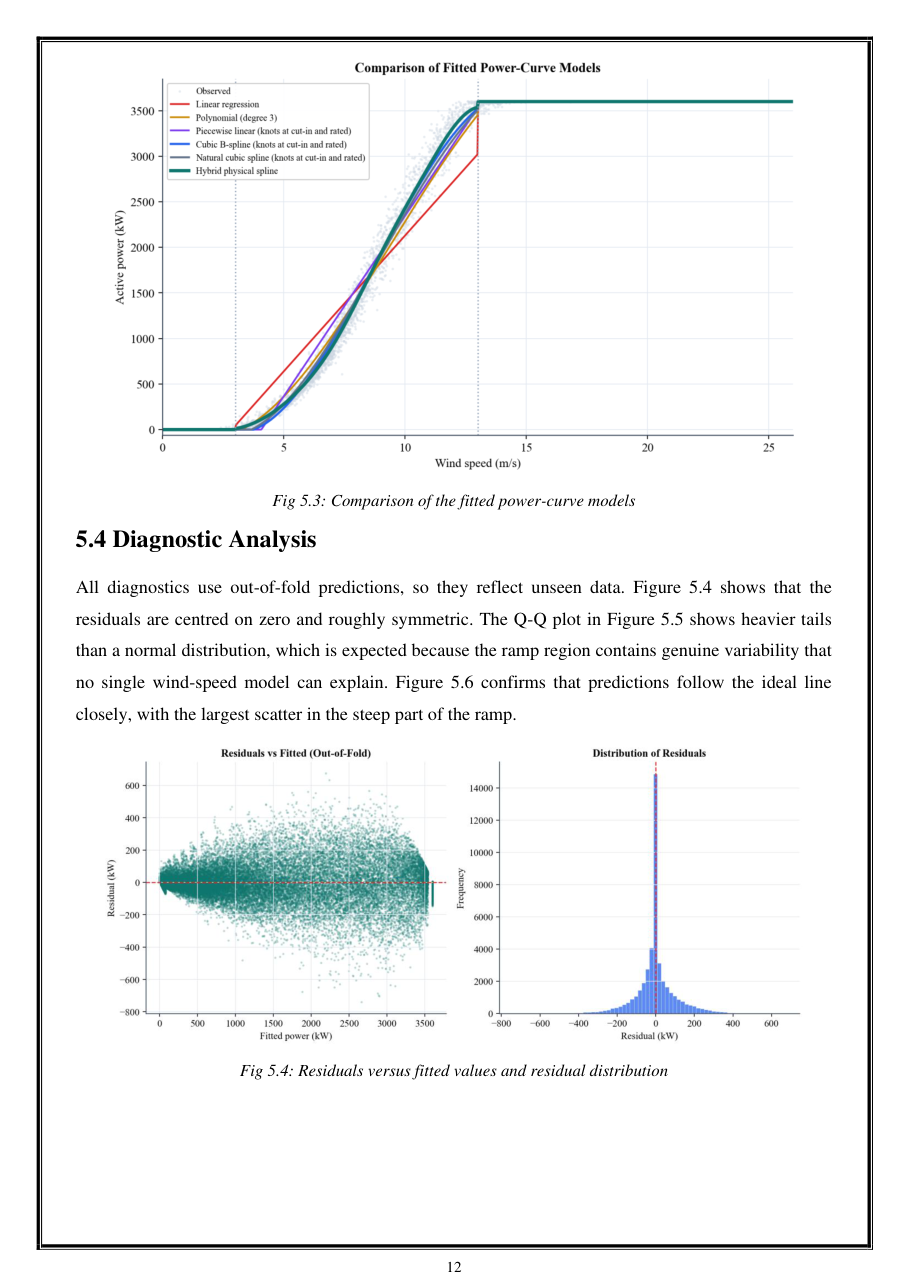 Comparison of Fitted Power-Curve Models
Observed
Linear regression
Polynomial (degree 3)
Piecewise linear (knots at cut-in and rated)
Cubic B-spline (knots at cut-in and rated)
Natural cubic spline (knots at cut-in and rated)
Hybrid physical spline
3500
3000
2500
2000
1500
1000
500
0
Active power (kW)
0 5 10 15 20 25
Wind speed (m/s)
Fig 5.3: Comparison of the fitted power-curve models
5.4 Diagnostic Analysis
All diagnostics use out-of-fold predictions, so they reflect unseen data. Figure 5.4 shows that the
residuals are centred on zero and roughly symmetric. The Q-Q plot in Figure 5.5 shows heavier tails
than a normal distribution, which is expected because the ramp region contains genuine variability that
no single wind-speed model can explain. Figure 5.6 confirms that predictions follow the ideal line
closely, with the largest scatter in the steep part of the ramp.
Residuals vs Fitted (Out-of-Fold)
600
400
200
0
−200
−400
−600
−800
Residual (kW)
0 500 1000 1500 2000 2500 3000 3500
Fitted power (kW)
Distribution of Residuals
14000
12000
10000
8000
6000
4000
2000
0
Frequency
−800 −600 −400 −200 0 200 400 600
Residual (kW)
Fig 5.4: Residuals versus fitted values and residual distribution
12